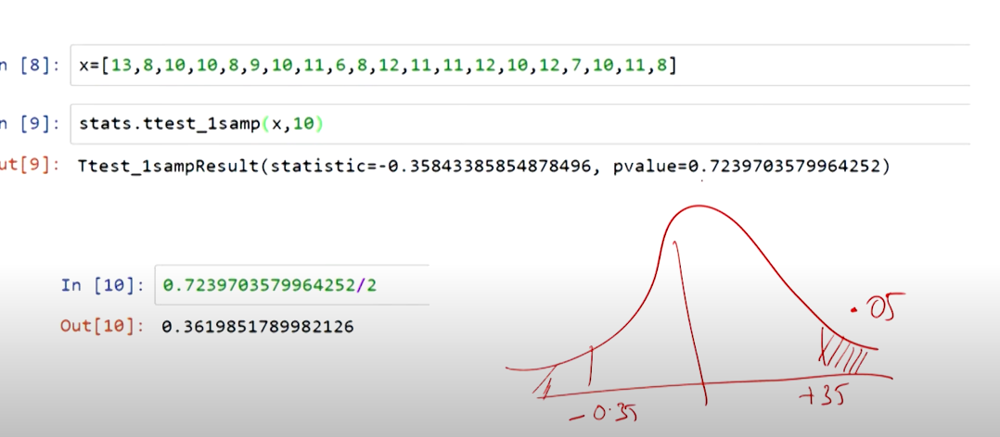 n [8]: x=[13,8,10,10,8,9,10,11,6,8,12,11,11,12,10,12,7,10,11,8]
n [9]: stats.ttest_1samp(x,10)
ut[9]: Ttest_1sampResult(statistic=-0.35843385854878496, pvalue=0.7239703579964252)
In [10]: 0.7239703579964252/2
Out[10]: 0.3619851789982126
.05
-0.35
+35